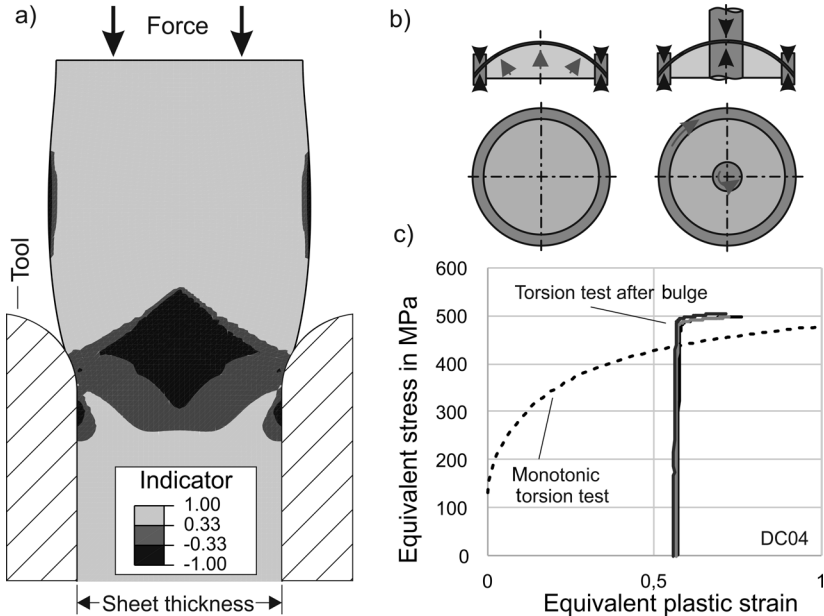 a)
Force
Tool
Indicator
1.00
0.33
-0.33
-1.00
Sheet thickness
b)
c)
Equivalent stress in MPa
600
500
400
300
200
100
0
Torsion test after bulge
Monotonic
torsion test
DC04
0
0,5
1
Equivalent plastic strain